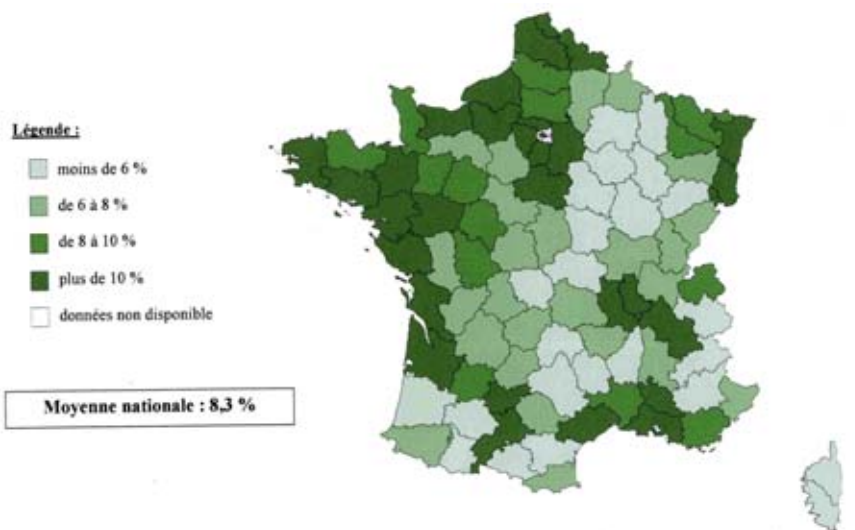 Légende :
moins de 6 %
de 6 à 8 %
de 8 à 10 %
plus de 10 %
données non disponible
Moyenne nationale : 8,3 %